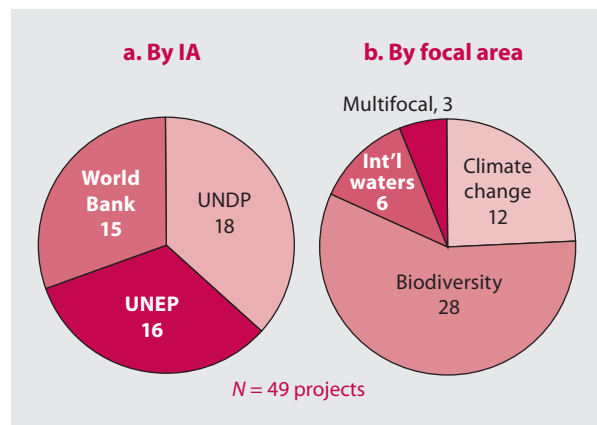 a. By IA
World
Bank
15
UNDP
18
UNEP
16
b. By focal area
Multifocal, 3
Int'l
waters
6
Climate
change
12
Biodiversity
28
N = 49 projects